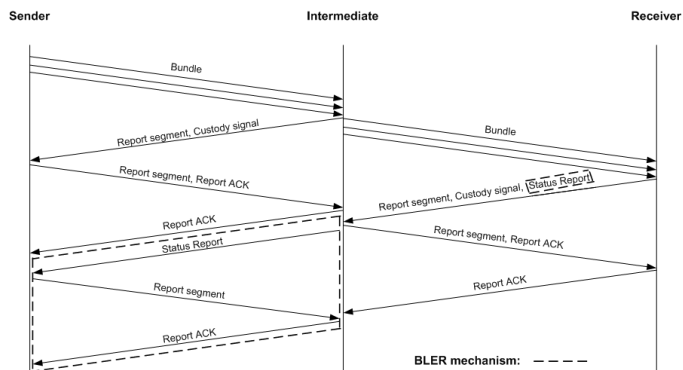 Sender
Intermediate
Receiver
Bundle
Report segment, Custody signal
Bundle
Report segment, Report ACK
Report segment, Custody signal, Status Report
Report ACK
Status Report
Report segment, Report ACK
Report segment
Report ACK
Report ACK
BLER mechanism: